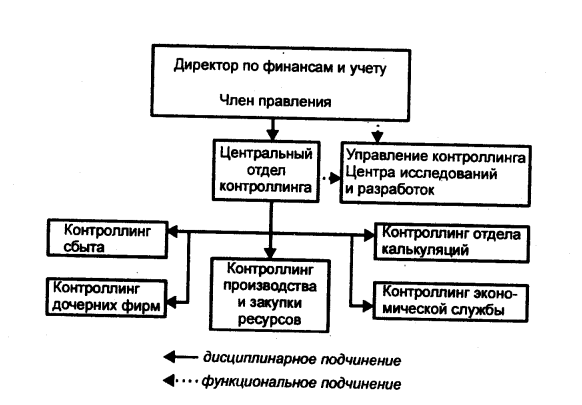 Директор по финансам и учету
Член правления
Центральный
отдел
контроллинга
Управление контроллинга
Центра исследований
и разработок
Контроллинг
сбыта
Контроллинг отдела
калькуляций
Контроллинг
дочерних фирм
Контроллинг
производства
и закупки
ресурсов
Контроллинг эконо-
мической службы
дисциплинарное подчинение
функциональное подчинение